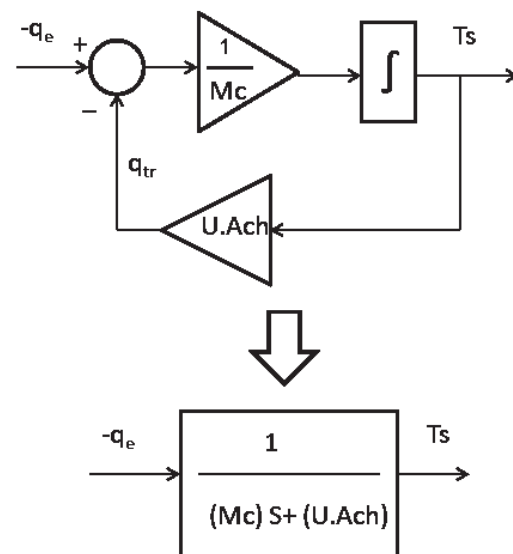 -qe
+
−
1
Mc
∫
Ts
qtr
U.Ach
-qe
1
(Mc) S+ (U.Ach)
Ts